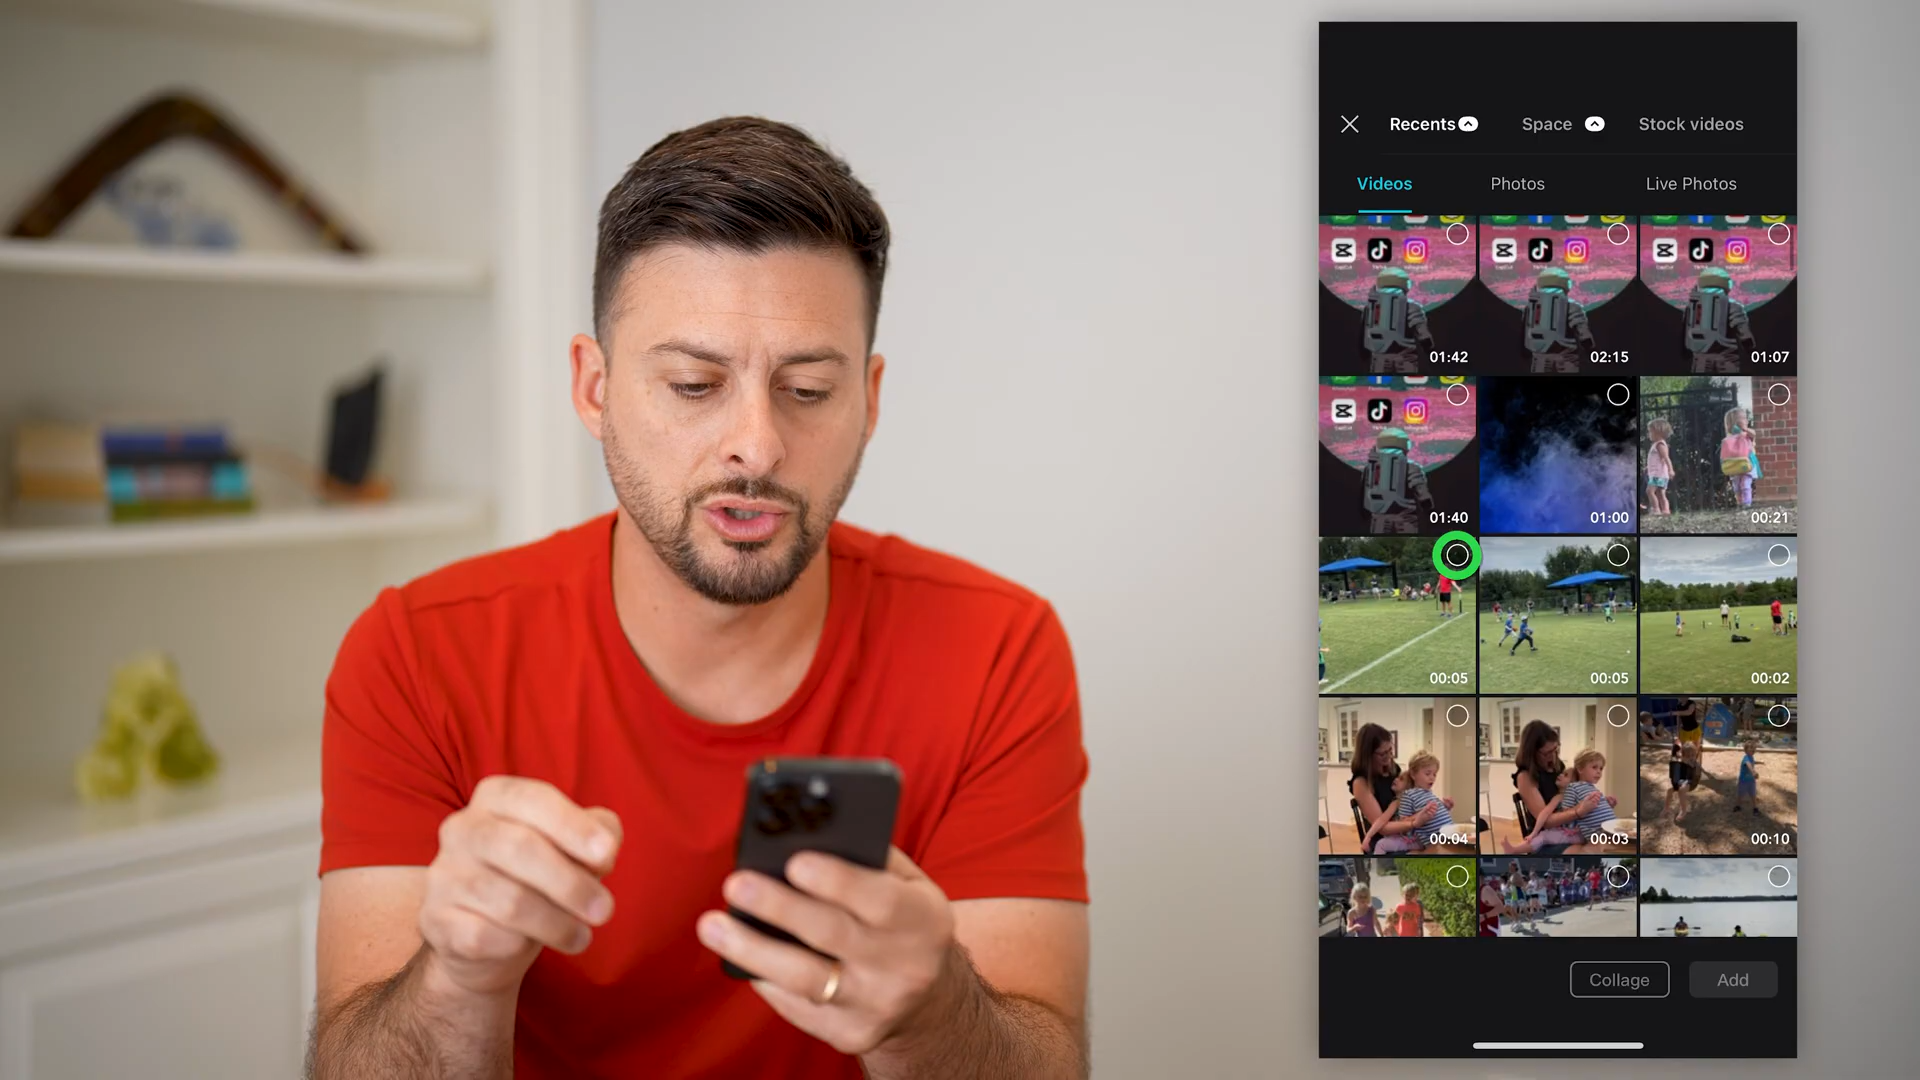 Recents Space Stock videos
Videos Photos Live Photos
01:42 02:15 01:07
01:40 01:00 00:21
00:05 00:05 00:02
00:04 00:03 00:10
Collage Add